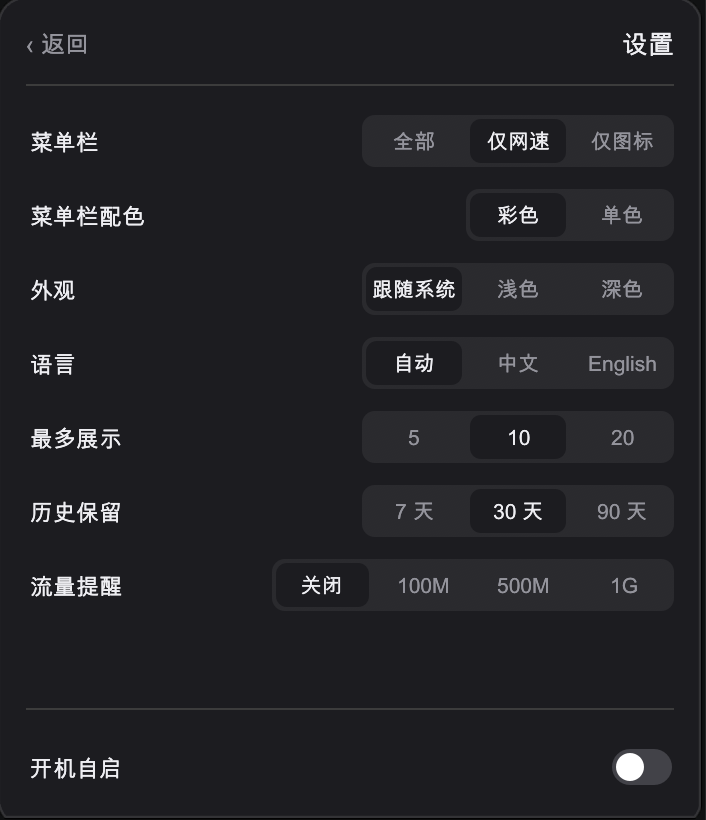 ‹ 返回 设置
菜单栏 全部 仅网速 仅图标
菜单栏配色 彩色 单色
外观 跟随系统 浅色 深色
语言 自动 中文 English
最多展示 5 10 20
历史保留 7 天 30 天 90 天
流量提醒 关闭 100M 500M 1G
开机自启